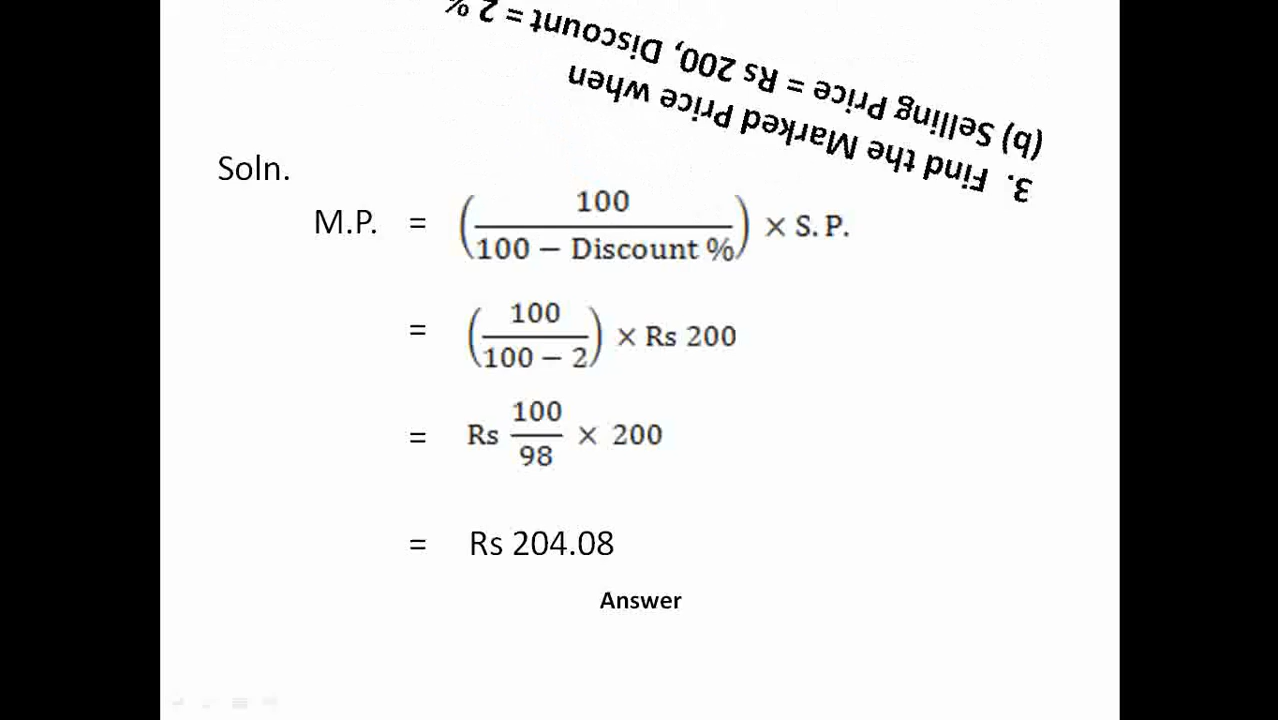 3. Find the Marked Price when
(b) Selling Price = Rs 200, Discount = 2 %
Soln.
M.P. = (100 / (100 − Discount %)) × S. P.
= (100 / (100 − 2)) × Rs 200
= Rs 100/98 × 200
= Rs 204.08
Answer